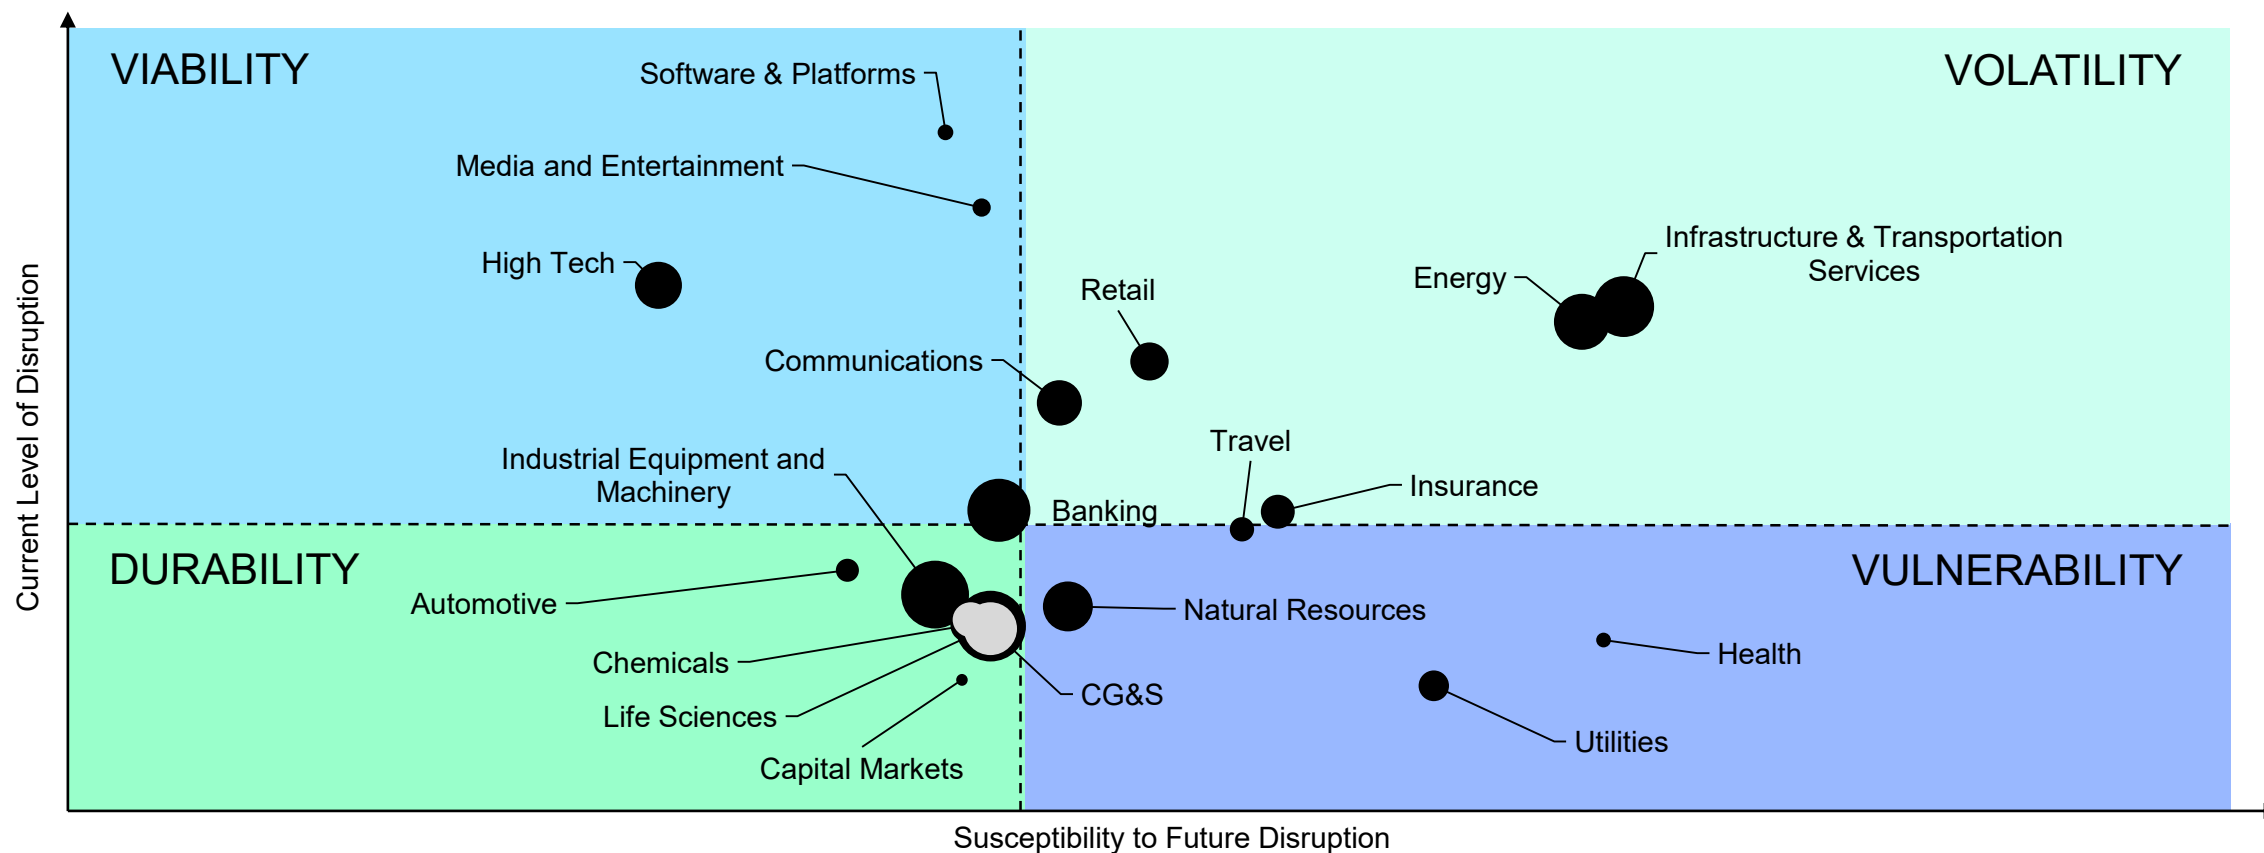 VIABILITY
VOLATILITY
Software & Platforms
Media and Entertainment
High Tech
Infrastructure & Transportation
Services
Energy
Retail
Communications
Travel
Industrial Equipment and
Machinery
Insurance
Banking
DURABILITY
VULNERABILITY
Automotive
Natural Resources
Chemicals
Health
CG&S
Life Sciences
Utilities
Capital Markets
Current Level of Disruption
Susceptibility to Future Disruption